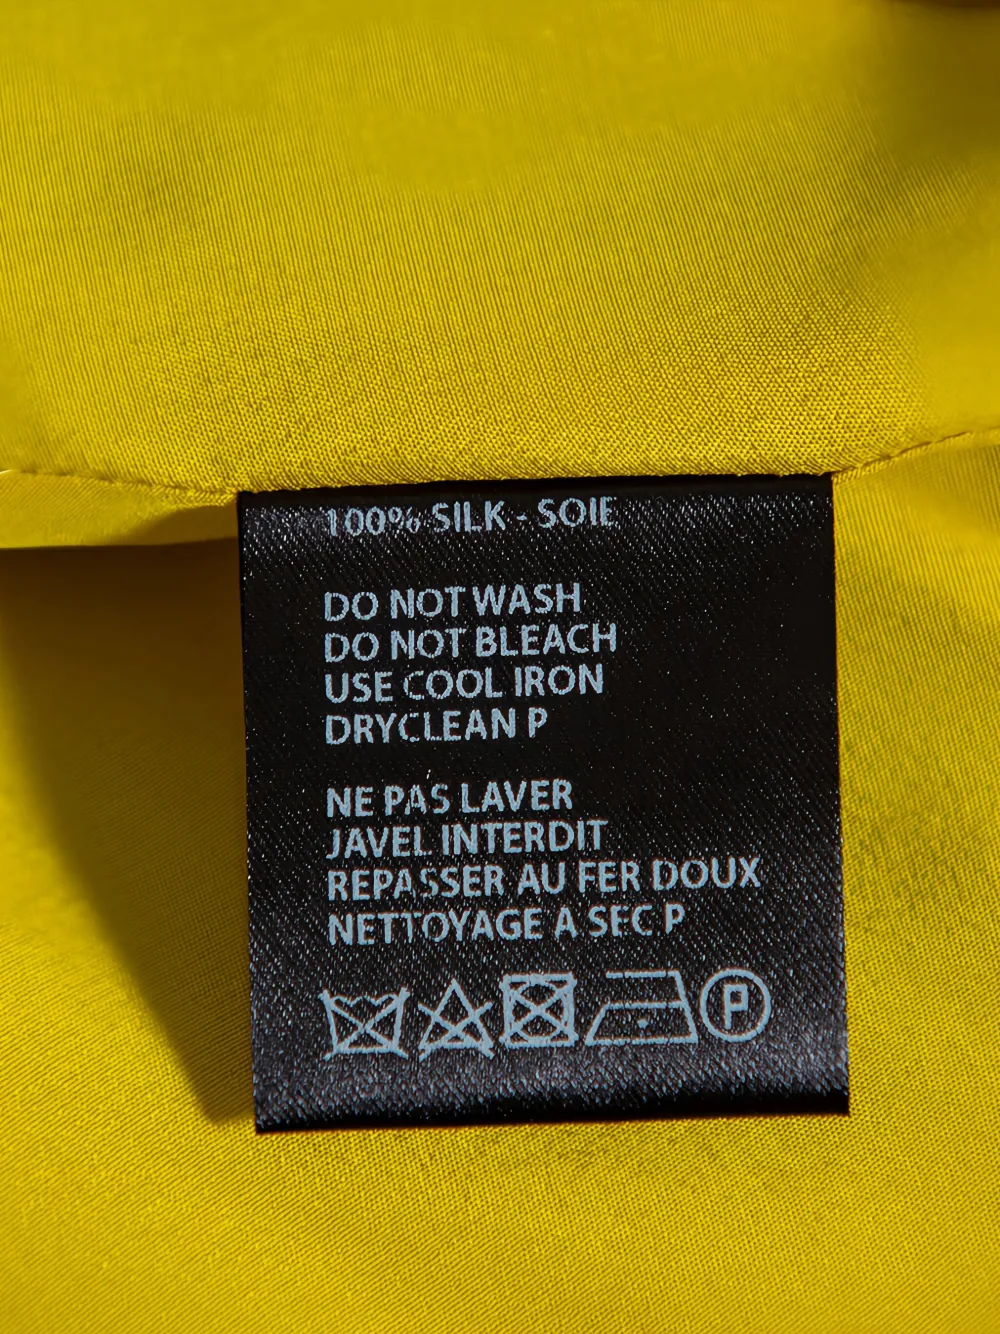 100% SILK - SOIE
DO NOT WASH
DO NOT BLEACH
USE COOL IRON
DRYCLEAN P
NE PAS LAVER
JAVEL INTERDIT
REPASSER AU FER DOUX
NETTOYAGE A SEC P
P